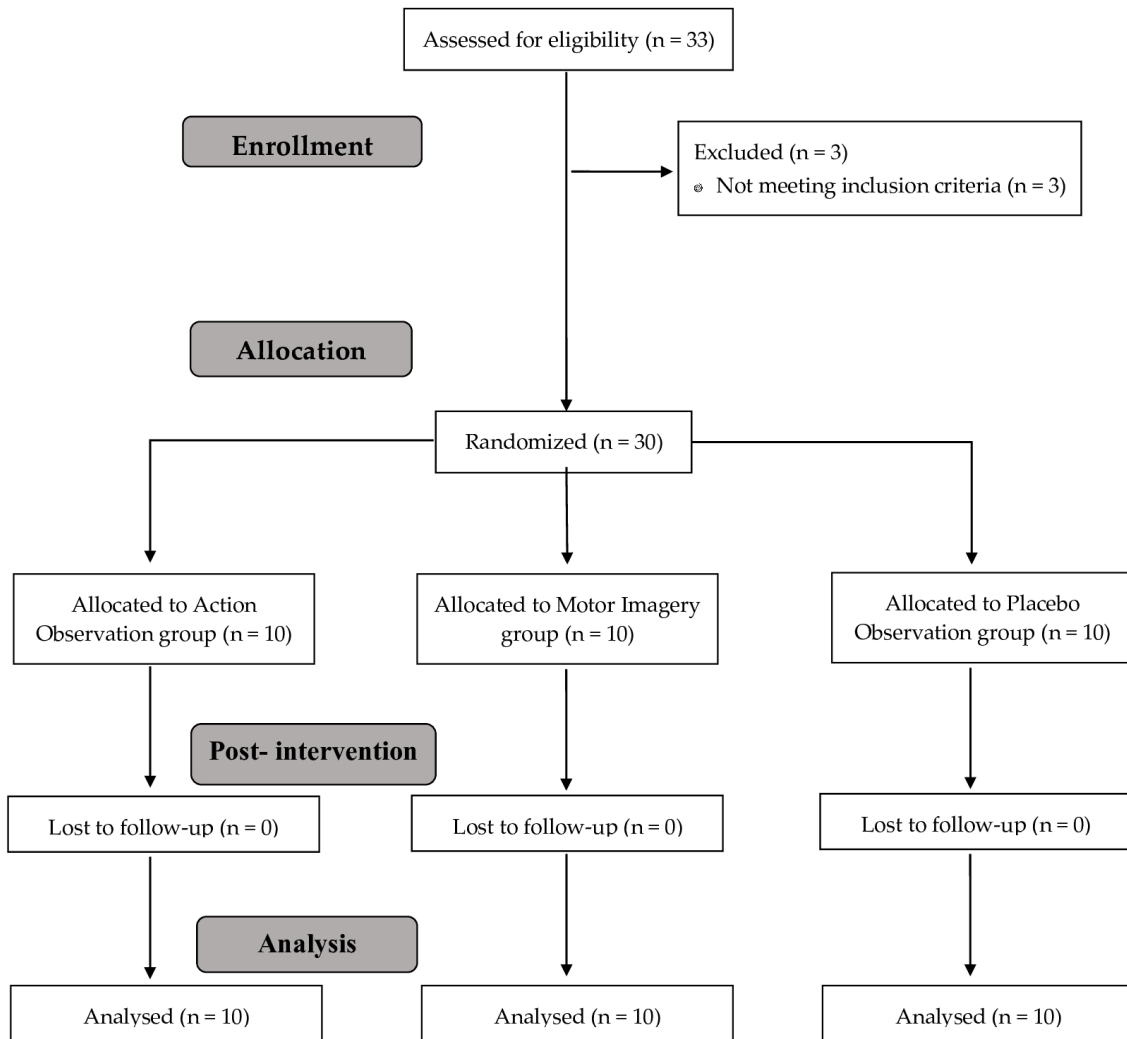 Assessed for eligibility (n = 33)
Enrollment
Excluded (n = 3)
Not meeting inclusion criteria (n = 3)
Allocation
Randomized (n = 30)
Allocated to Action
Observation group (n = 10)
Allocated to Motor Imagery
group (n = 10)
Allocated to Placebo
Observation group (n = 10)
Post- intervention
Lost to follow-up (n = 0)
Lost to follow-up (n = 0)
Lost to follow-up (n = 0)
Analysis
Analysed (n = 10)
Analysed (n = 10)
Analysed (n = 10)